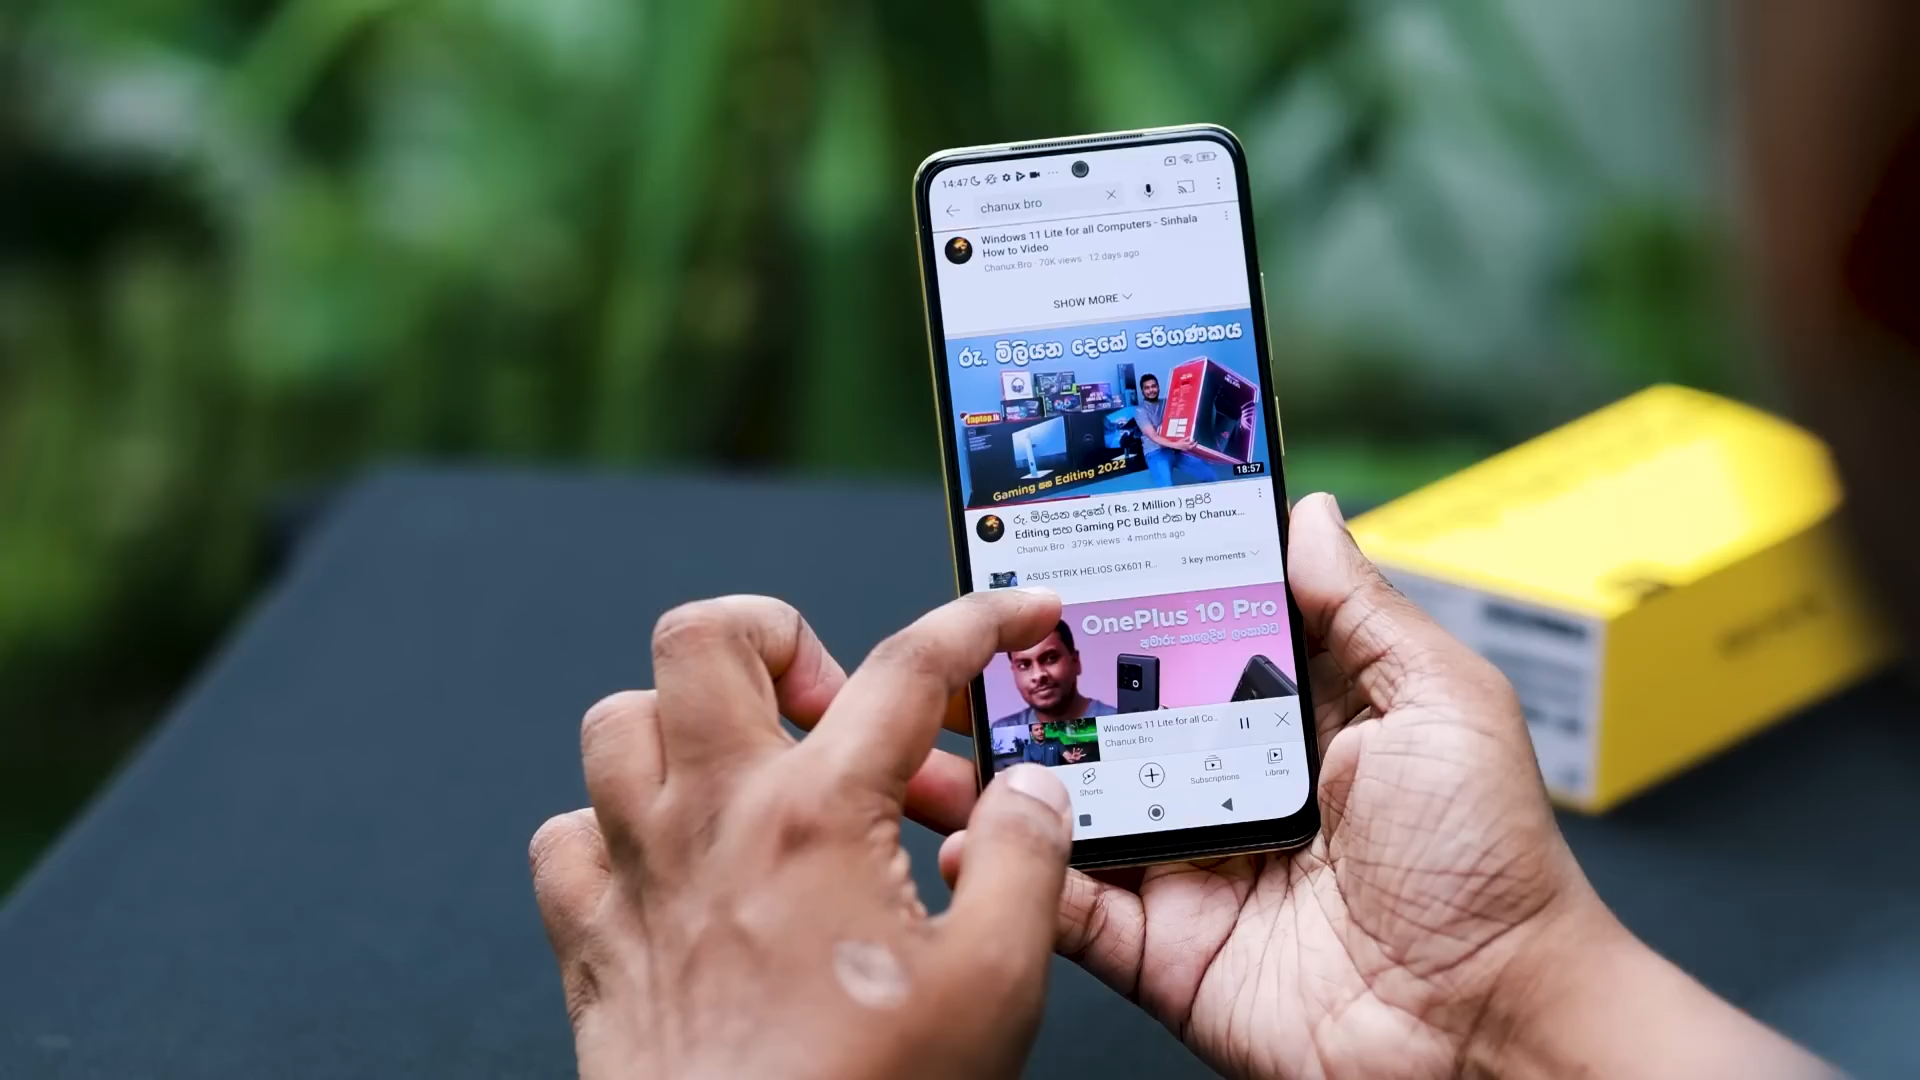 14:47
chanux bro
Windows 11 Lite for all Computers - Sinhala
How to Video
Chanux Bro · 70K views · 12 days ago
SHOW MORE
රු. මිලියන දෙකේ පරිගණකය
laptop.lk
Gaming සහ Editing 2022
18:57
රු. මිලියන දෙකේ ( Rs. 2 Million ) සුපිරි
Editing සහ Gaming PC Build එක by Chanux...
Chanux Bro · 379K views · 4 months ago
ASUS STRIX HELIOS GX601 R...
3 key moments
OnePlus 10 Pro
අමාරු කාලෙදින් ලංකාවට
Windows 11 Lite for all Co...
Chanux Bro
Shorts
Subscriptions
Library